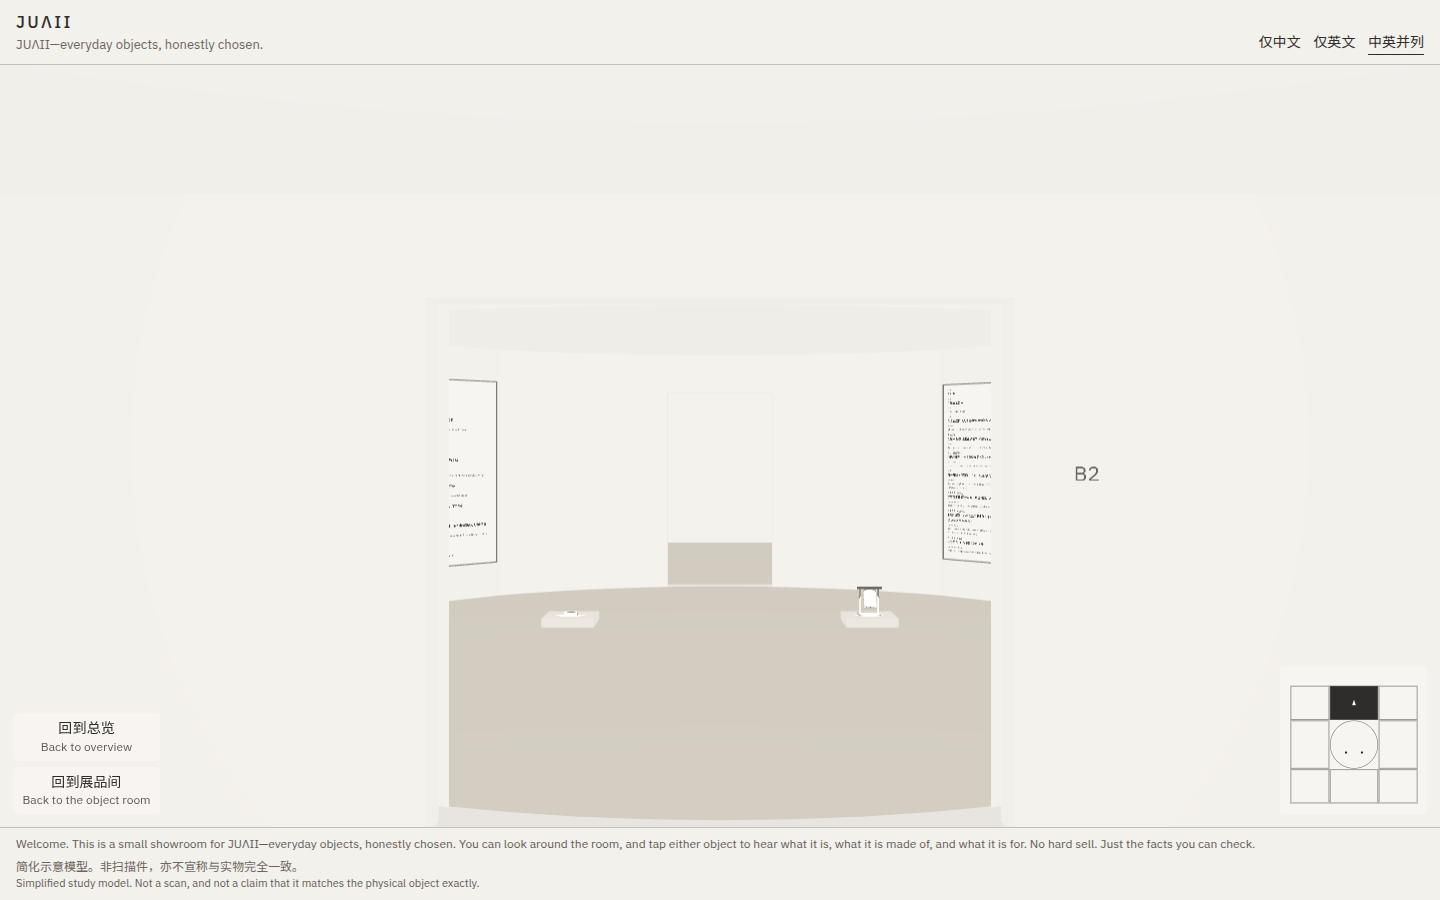 JUΛII
JUΛII—everyday objects, honestly chosen.
仅中文 仅英文 中英并列
B2
回到总览
Back to overview
回到展品间
Back to the object room
Welcome. This is a small showroom for JUΛII—everyday objects, honestly chosen. You can look around the room, and tap either object to hear what it is, what it is made of, and what it is for. No hard sell. Just the facts you can check.
简化示意模型。非扫描件，亦不宣称与实物完全一致。
Simplified study model. Not a scan, and not a claim that it matches the physical object exactly.